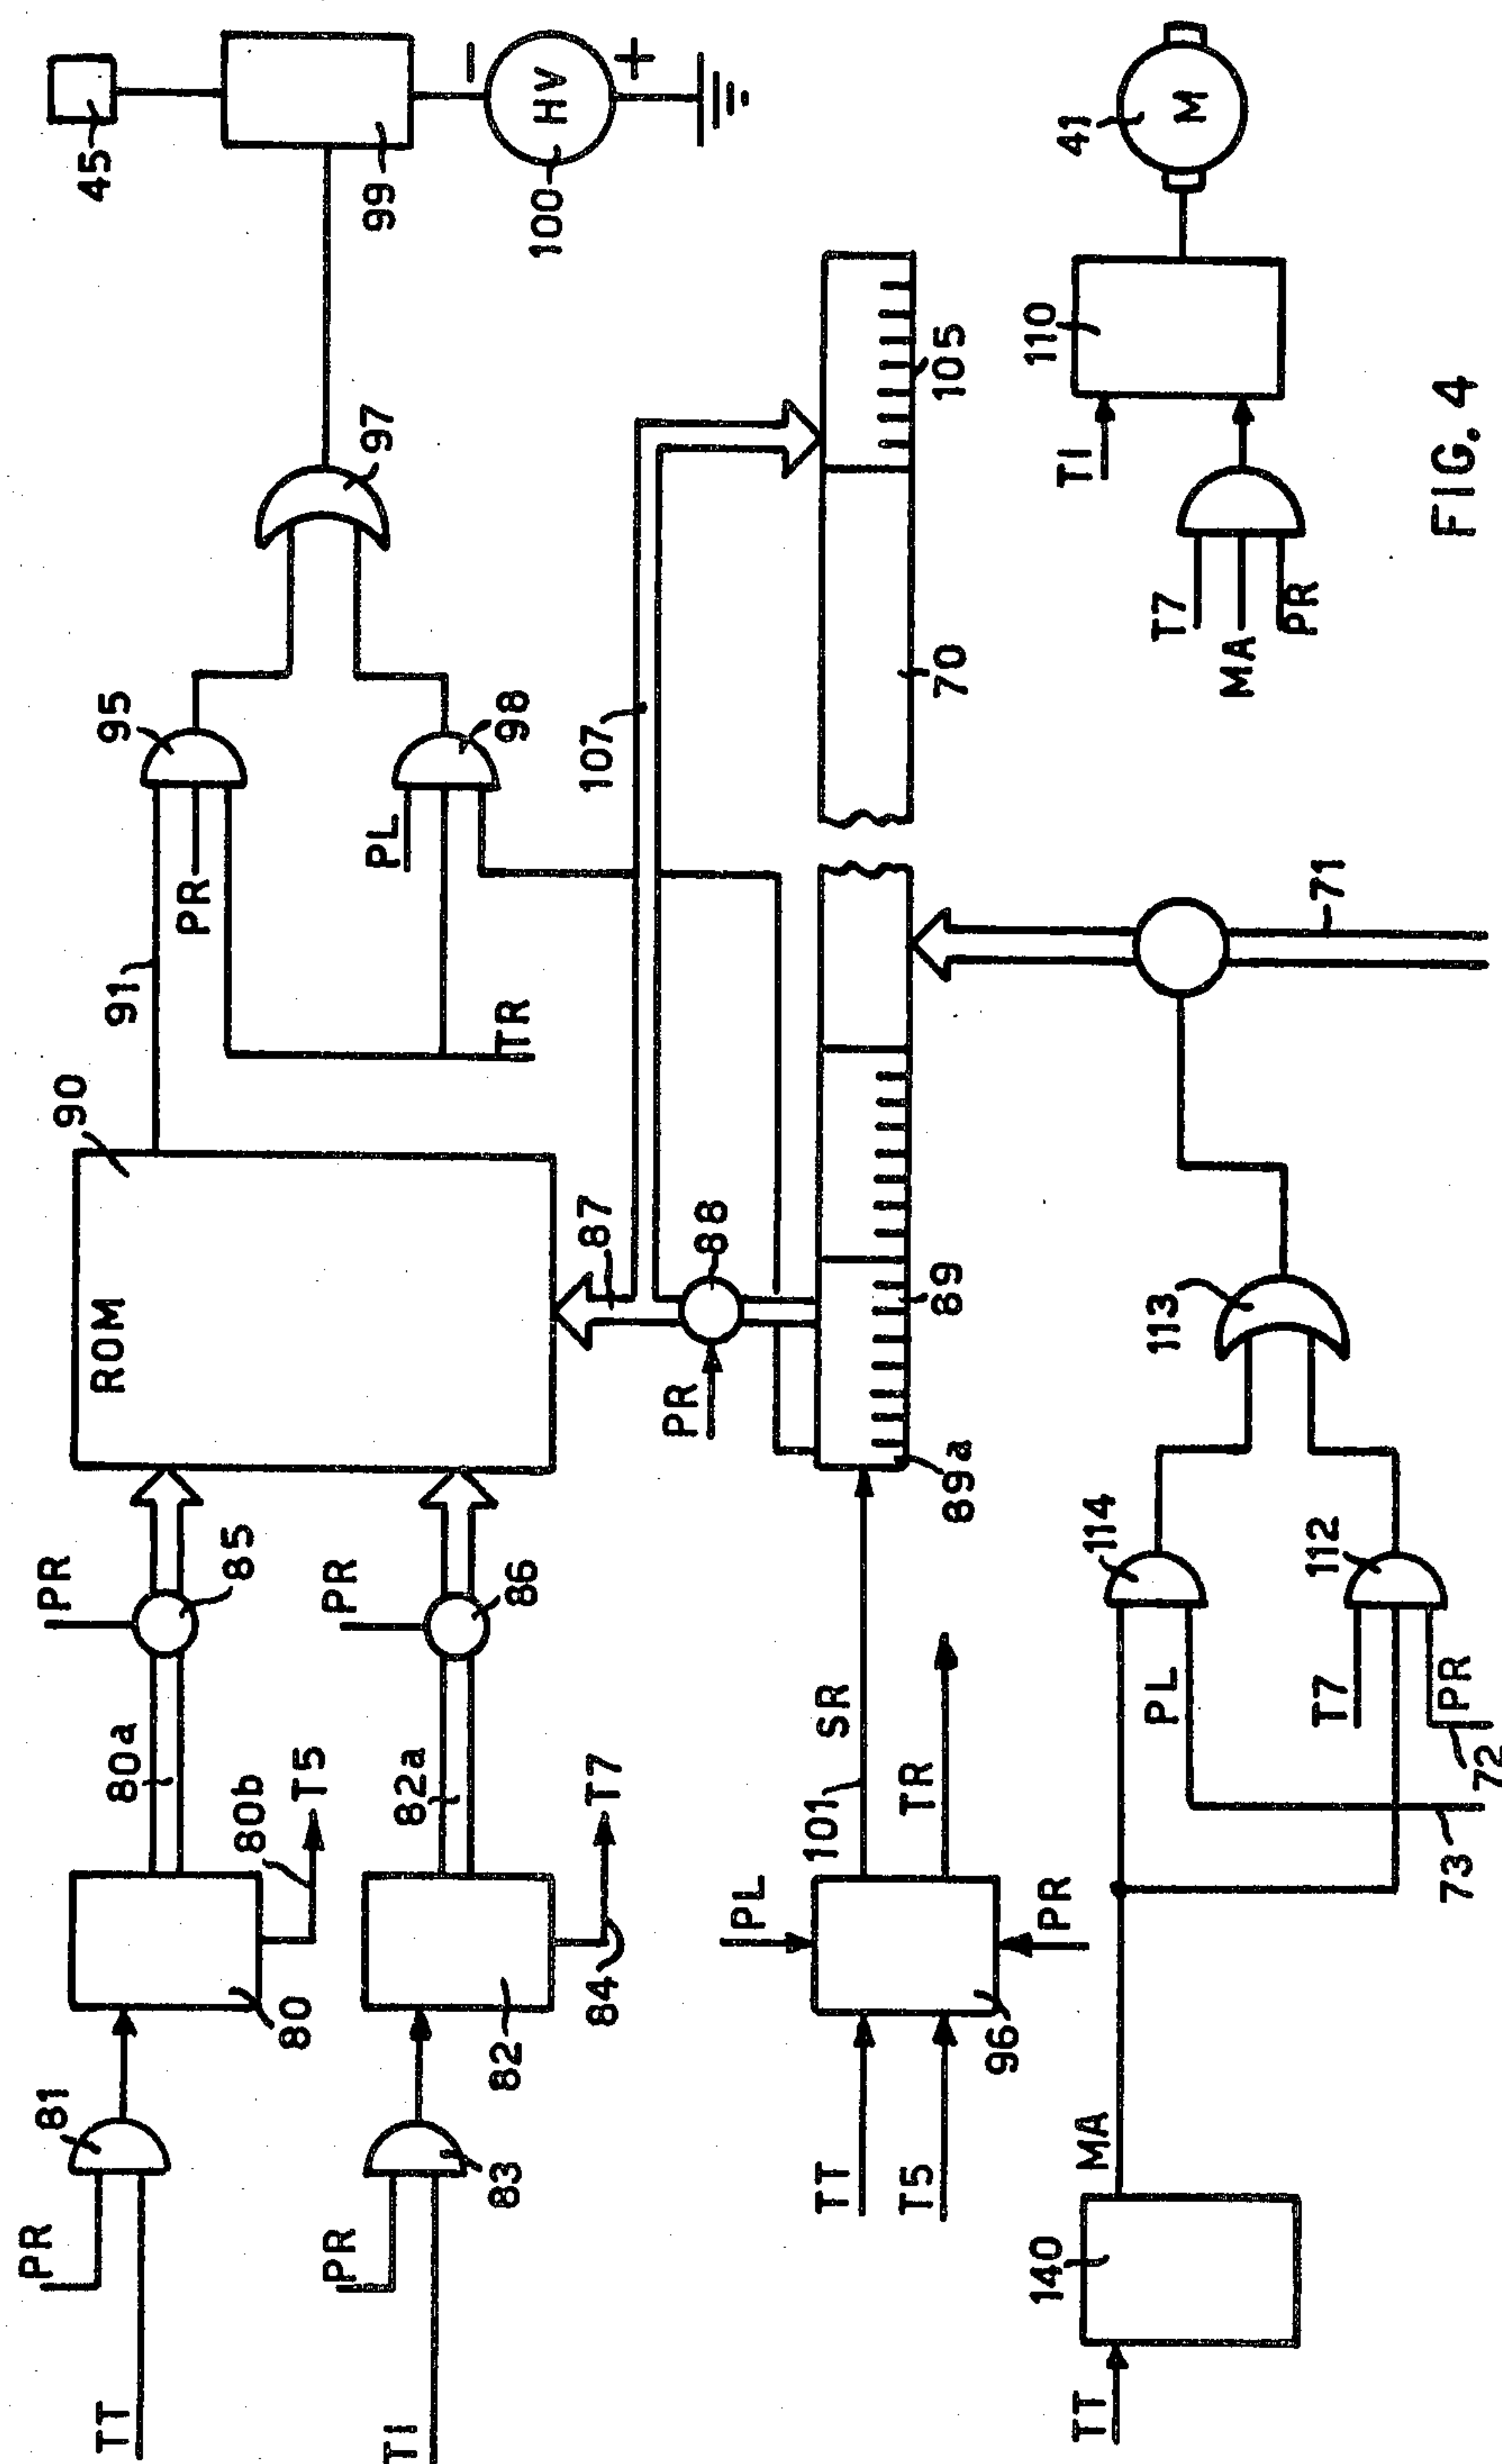 TT
PR
81
80
80b
T5
80a
PR
85
ROM
90
91
PR
95
97
45
99
HV
-
+
100
TI
PR
83
82
84
T7
82a
PR
86
87
88
PR
TR
PL
98
107
TT
T5
96
PL
PR
101
SR
TR
89a
89
70
105
71
TT
140
MA
73
72
PL
T7
PR
114
112
113
T7
MA
PR
TI
110
41
M
FIG. 4